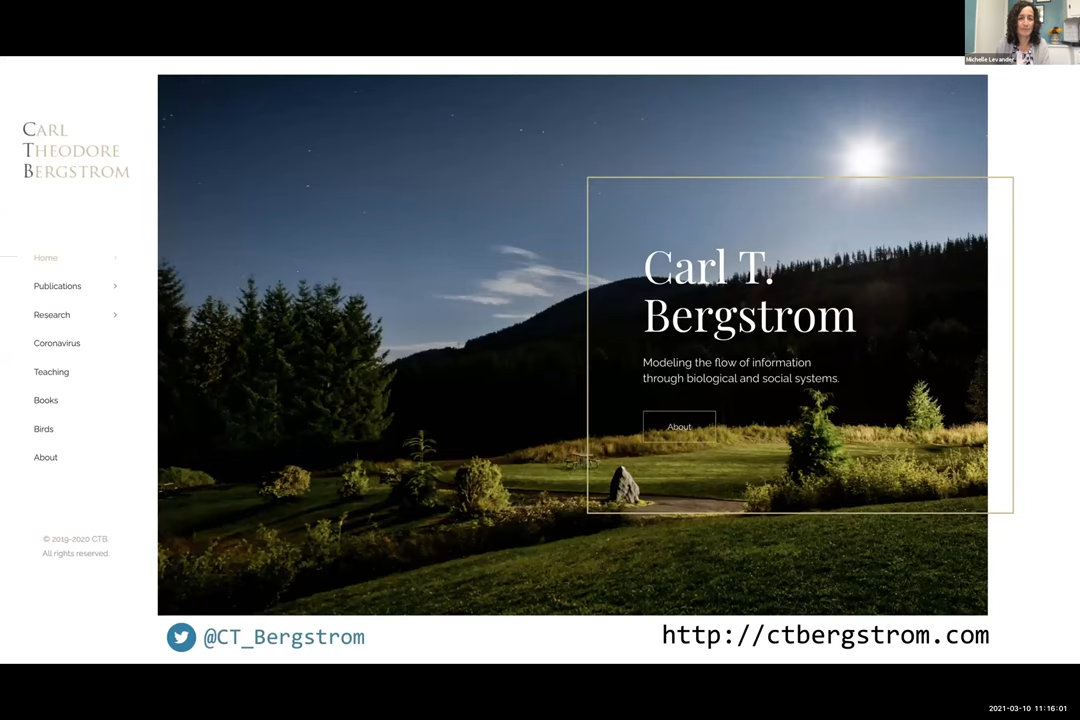 Michelle Levander
CARL
THEODORE
BERGSTROM
Home
Publications
Research
Coronavirus
Teaching
Books
Birds
About
© 2019-2020 CTB.
All rights reserved.
Carl T.
Bergstrom
Modeling the flow of information
through biological and social systems.
About
@CT_Bergstrom
http://ctbergstrom.com
2021-03-10 11:16:01